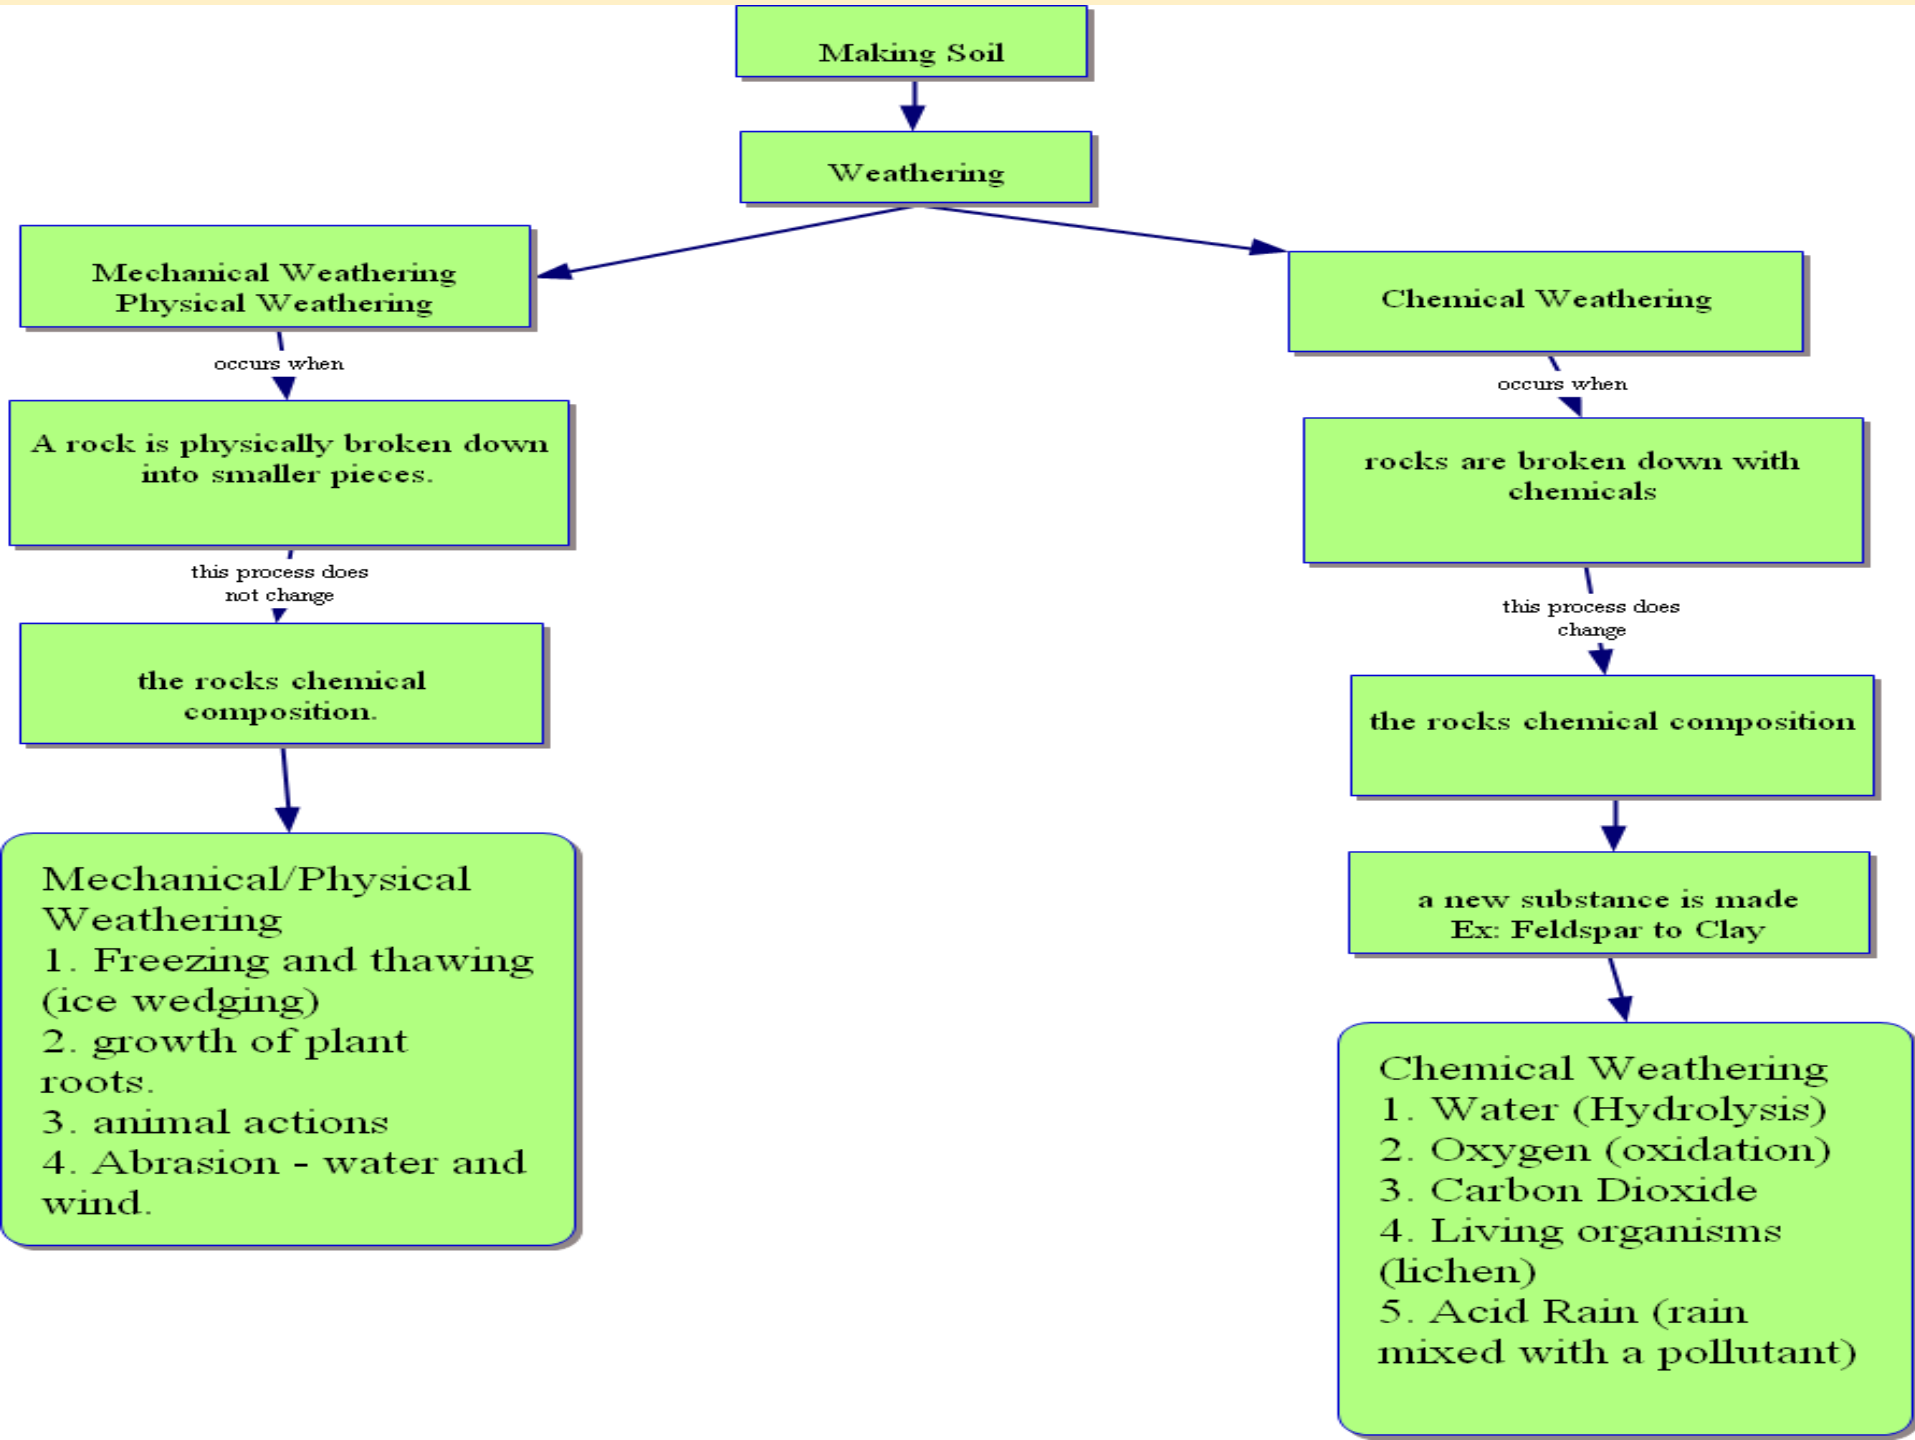 Making Soil
Weathering
Mechanical Weathering
Physical Weathering
occurs when
A rock is physically broken down
into smaller pieces.
this process does
not change
the rocks chemical
composition.
Mechanical/Physical
Weathering
1. Freezing and thawing
(ice wedging)
2. growth of plant
roots.
3. animal actions
4. Abrasion - water and
wind.
Chemical Weathering
occurs when
rocks are broken down with
chemicals
this process does
change
the rocks chemical composition
a new substance is made
Ex: Feldspar to Clay
Chemical Weathering
1. Water (Hydrolysis)
2. Oxygen (oxidation)
3. Carbon Dioxide
4. Living organisms
(lichen)
5. Acid Rain (rain
mixed with a pollutant)